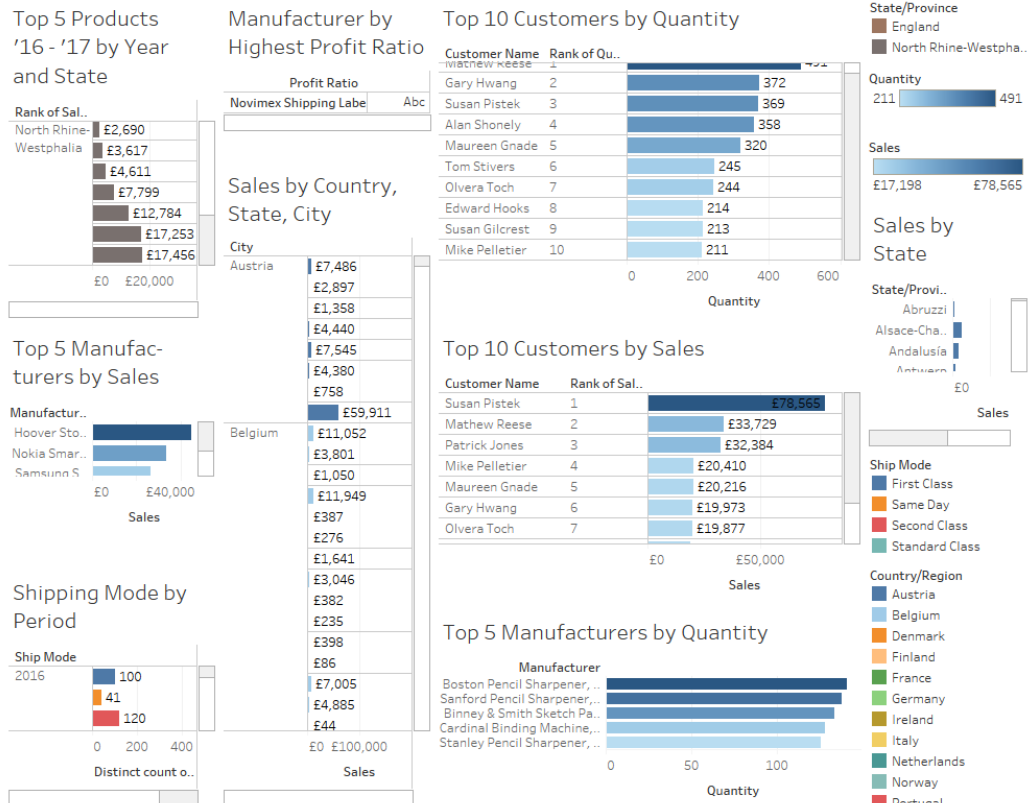 Top 5 Products
'16 - '17 by Year
and State
Rank of Sal..
North Rhine-
Westphalia
£2,690
£3,617
£4,611
£7,799
£12,784
£17,253
£17,456
£0 £20,000
Top 5 Manufac-
turers by Sales
Manufactur..
Hoover Sto..
Nokia Smar..
Samsung S..
£0 £40,000
Sales
Shipping Mode by
Period
Ship Mode
2016
100
41
120
0 200 400
Distinct count o..
Manufacturer by
Highest Profit Ratio
Profit Ratio
Novimex Shipping Labe Abc
Sales by Country,
State, City
City
Austria £7,486
£2,897
£1,358
£4,440
£7,545
£4,380
£758
£59,911
Belgium £11,052
£3,801
£1,050
£11,949
£387
£276
£1,641
£3,046
£382
£235
£398
£86
£7,005
£4,885
£44
£0 £100,000
Sales
Top 10 Customers by Quantity
Customer Name Rank of Qu..
Mathew Reese 1 491
Gary Hwang 2 372
Susan Pistek 3 369
Alan Shonely 4 358
Maureen Gnade 5 320
Tom Stivers 6 245
Olvera Toch 7 244
Edward Hooks 8 214
Susan Gilcrest 9 213
Mike Pelletier 10 211
0 200 400 600
Quantity
Top 10 Customers by Sales
Customer Name Rank of Sal..
Susan Pistek 1 £78,565
Mathew Reese 2 £33,729
Patrick Jones 3 £32,384
Mike Pelletier 4 £20,410
Maureen Gnade 5 £20,216
Gary Hwang 6 £19,973
Olvera Toch 7 £19,877
£0 £50,000
Sales
Top 5 Manufacturers by Quantity
Manufacturer
Boston Pencil Sharpener, ..
Sanford Pencil Sharpener,..
Binney & Smith Sketch Pa..
Cardinal Binding Machine,..
Stanley Pencil Sharpener, ..
0 50 100
Quantity
State/Province
England
North Rhine-Westpha..
Quantity
211 491
Sales
£17,198 £78,565
Sales by
State
State/Provi..
Abruzzi
Alsace-Cha..
Andalusía
Antwerp
£0
Sales
Ship Mode
First Class
Same Day
Second Class
Standard Class
Country/Region
Austria
Belgium
Denmark
Finland
France
Germany
Ireland
Italy
Netherlands
Norway
Portugal